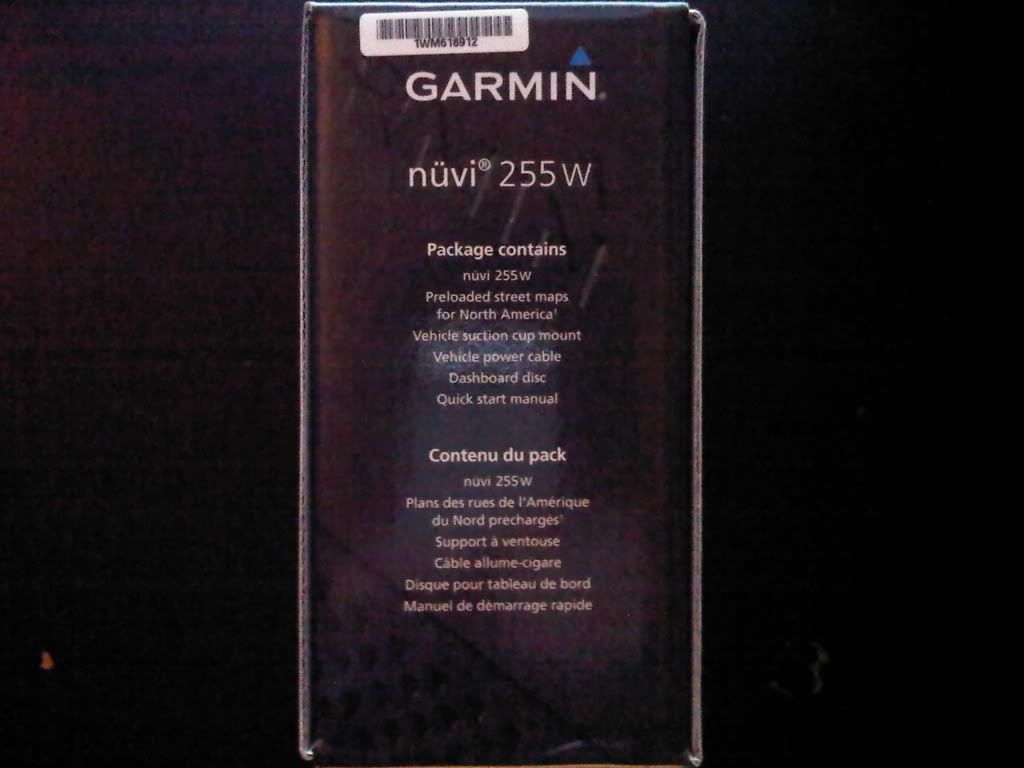 1WM618912
GARMIN®
nüvi® 255W
Package contains
nüvi 255W
Preloaded street maps
for North America†
Vehicle suction cup mount
Vehicle power cable
Dashboard disc
Quick start manual
Contenu du pack
nüvi 255W
Plans des rues de l'Amérique
du Nord préchargés†
Support à ventouse
Câble allume-cigare
Disque pour tableau de bord
Manuel de démarrage rapide